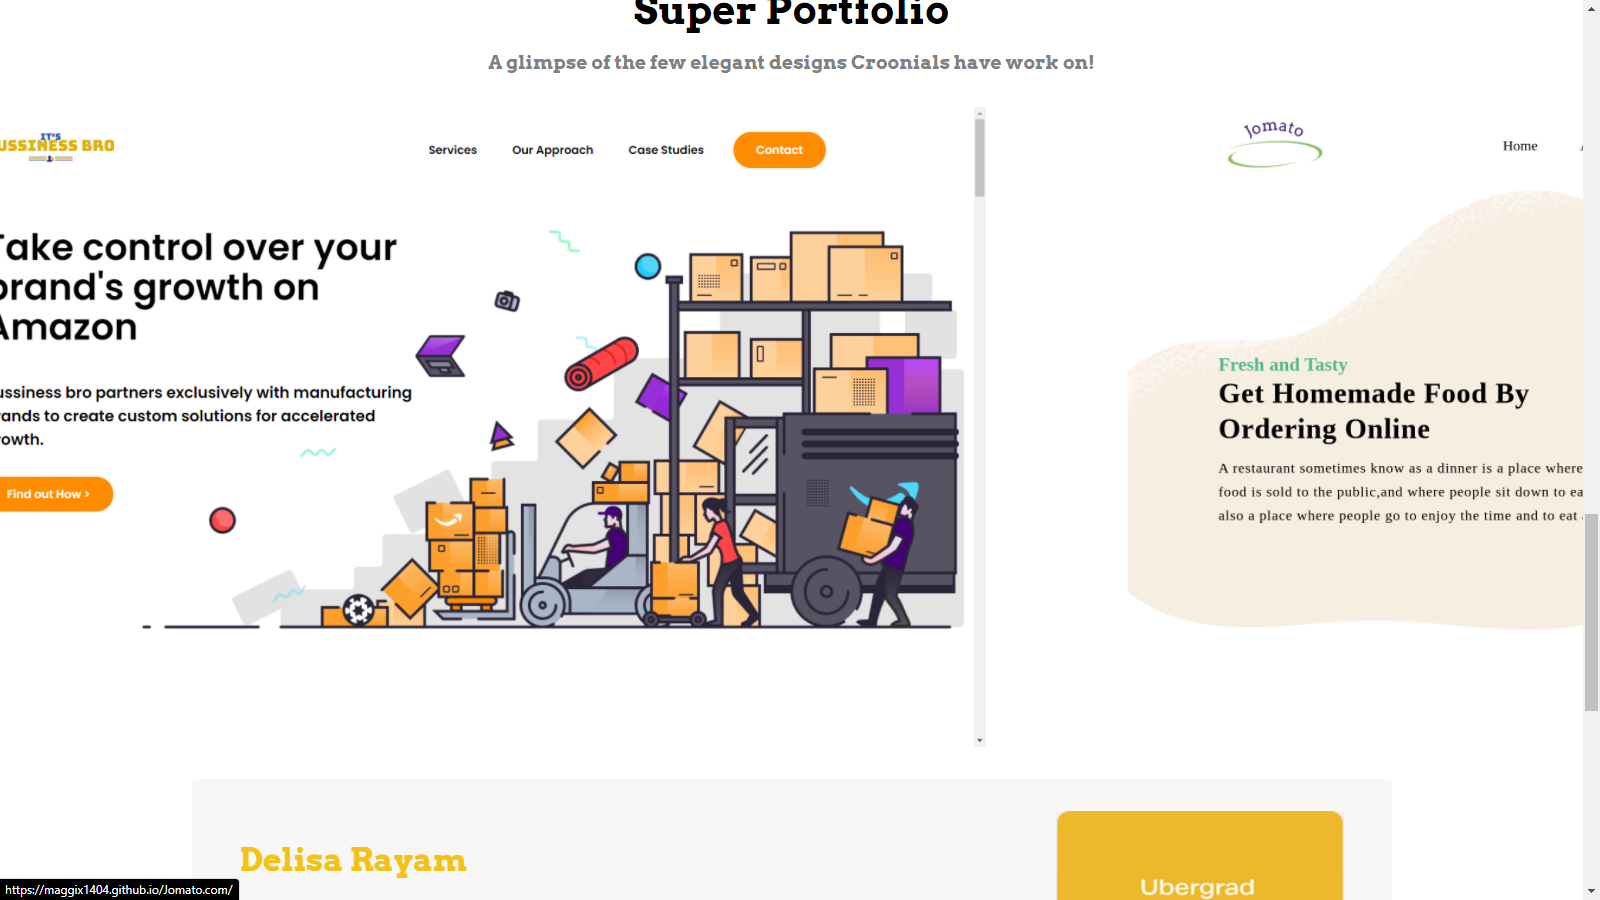 Super Portfolio
A glimpse of the few elegant designs Croonials have work on!
IT'S
USSINESS BRO
Services
Our Approach
Case Studies
Contact
Jomato
Home
Take control over your
brand's growth on
Amazon
ussiness bro partners exclusively with manufacturing
rands to create custom solutions for accelerated
rowth.
Find out How >
Fresh and Tasty
Get Homemade Food By
Ordering Online
A restaurant sometimes know as a dinner is a place where
food is sold to the public,and where people sit down to ea
also a place where people go to enjoy the time and to eat
Delisa Rayam
Ubergrad
https://maggix1404.github.io/Jomato.com/